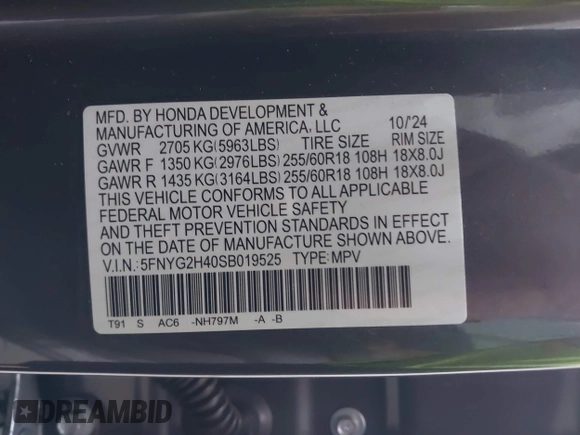 MFD. BY HONDA DEVELOPMENT &
MANUFACTURING OF AMERICA, LLC 10/'24
GVWR 2705 KG(5963LBS) TIRE SIZE RIM SIZE
GAWR F 1350 KG(2976LBS) 255/60R18 108H 18X8.0J
GAWR R 1435 KG(3164LBS) 255/60R18 108H 18X8.0J
THIS VEHICLE CONFORMS TO ALL APPLICABLE
FEDERAL MOTOR VEHICLE SAFETY
AND THEFT PREVENTION STANDARDS IN EFFECT
ON THE DATE OF MANUFACTURE SHOWN ABOVE.
V.I.N.: 5FNYG2H40SB019525 TYPE: MPV
T91 S AC6 -NH797M -A -B
DREAMBID